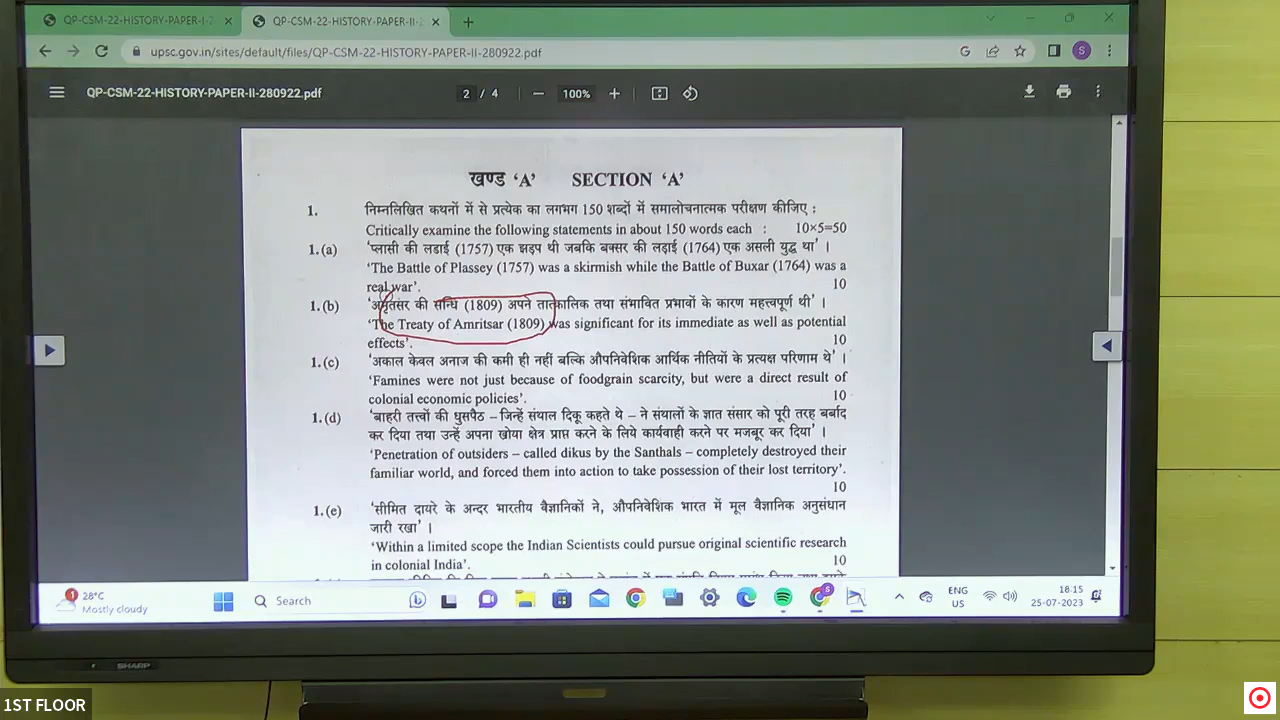 QP-CSM-22-HISTORY-PAPER-I-2
QP-CSM-22-HISTORY-PAPER-II-2
upsc.gov.in/sites/default/files/QP-CSM-22-HISTORY-PAPER-II-280922.pdf
G
S
QP-CSM-22-HISTORY-PAPER-II-280922.pdf
2 / 4
100%
खण्ड ‘A’ SECTION ‘A’
1. निम्नलिखित कथनों में से प्रत्येक का लगभग 150 शब्दों में समालोचनात्मक परीक्षण कीजिए :
Critically examine the following statements in about 150 words each : 10×5=50
1.(a) ‘प्लासी की लडाई (1757) एक झड़प थी जबकि बक्सर की लड़ाई (1764) एक असली युद्ध था’ ।
‘The Battle of Plassey (1757) was a skirmish while the Battle of Buxar (1764) was a
real war’. 10
1.(b) ‘अमृतसर की सन्धि (1809) अपने तात्कालिक तथा संभावित प्रभावों के कारण महत्त्वपूर्ण थी’ ।
‘The Treaty of Amritsar (1809) was significant for its immediate as well as potential
effects’. 10
1.(c) ‘अकाल केवल अनाज की कमी ही नहीं बल्कि औपनिवेशिक आर्थिक नीतियों के प्रत्यक्ष परिणाम थे’ ।
‘Famines were not just because of foodgrain scarcity, but were a direct result of
colonial economic policies’. 10
1.(d) ‘बाहरी तत्त्वों की घुसपैठ – जिन्हें संथाल दिकू कहते थे – ने संथालों के ज्ञात संसार को पूरी तरह बर्बाद
कर दिया तथा उन्हें अपना खोया क्षेत्र प्राप्त करने के लिये कार्यवाही करने पर मजबूर कर दिया’ ।
‘Penetration of outsiders – called dikus by the Santhals – completely destroyed their
familiar world, and forced them into action to take possession of their lost territory’.
10
1.(e) ‘सीमित दायरे के अन्दर भारतीय वैज्ञानिकों ने, औपनिवेशिक भारत में मूल वैज्ञानिक अनुसंधान
जारी रखा’ ।
‘Within a limited scope the Indian Scientists could pursue original scientific research
in colonial India’. 10
1
28°C
Mostly cloudy
Search
ENG
US
18:15
25-07-2023
SHARP
1ST FLOOR